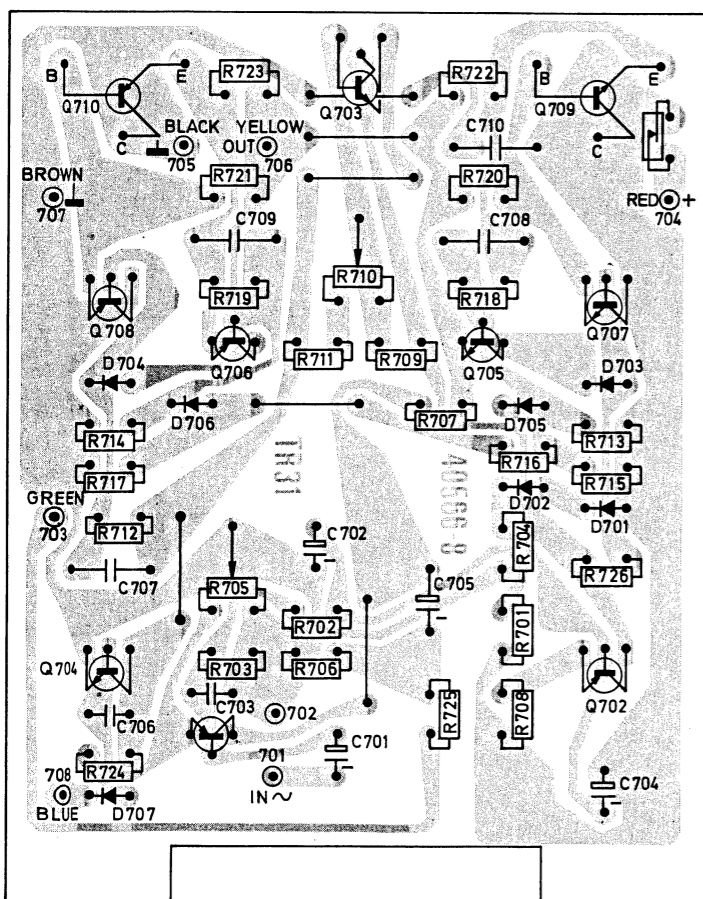 R723
R722
B
E
Q710
Q703
B
E
Q709
C
BLACK
705
YELLOW
OUT
706
C710
C
BROWN
707
R721
R720
RED
704
+
C709
C708
R710
R719
R718
Q708
Q706
Q705
Q707
R711
R709
D704
D703
D706
R707
D705
R714
R713
R716
R717
R715
GREEN
703
D702
D701
R712
C702
R704
C707
R705
C705
R726
R702
R701
Q704
R703
R706
Q702
C703
702
R725
R708
C706
701
C701
R724
708
BLUE
D707
IN ~
C704
TR31